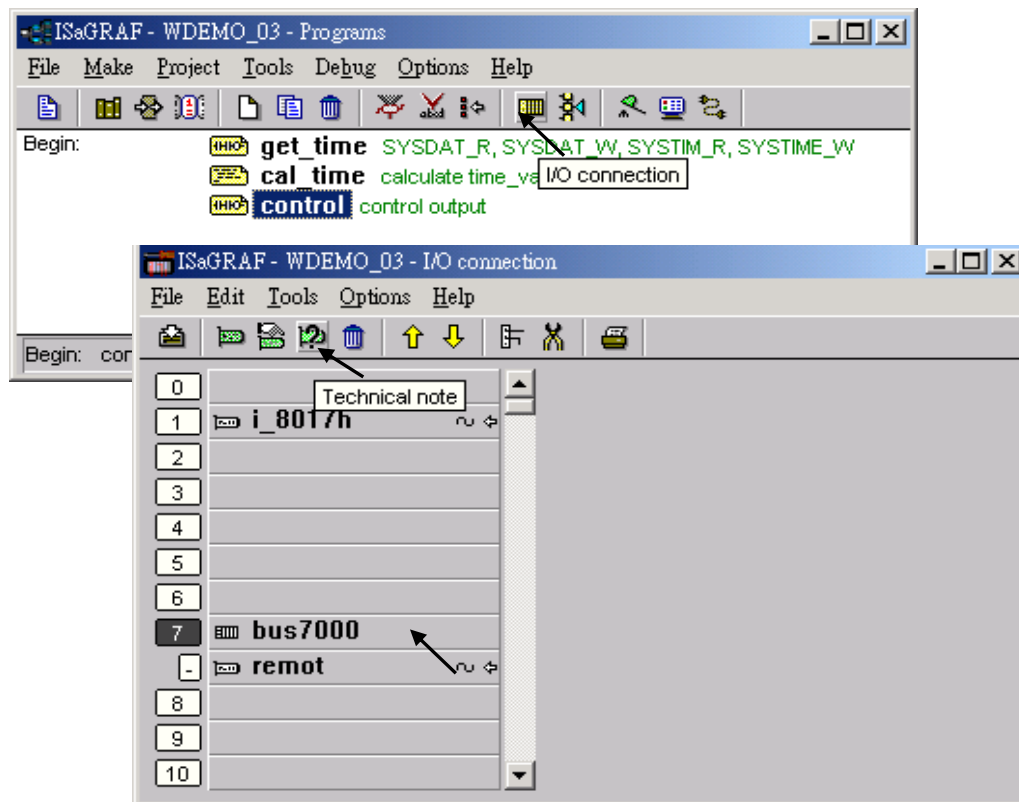 ISaGRAF - WDEMO_03 - Programs
File Make Project Tools Debug Options Help
Begin:
get_time SYSDAT_R, SYSDAT_W, SYSTIM_R, SYSTIME_W
cal_time calculate time_va
I/O connection
control control output
Begin: cor
ISaGRAF - WDEMO_03 - I/O connection
File Edit Tools Options Help
Technical note
0
1 i_8017h
2
3
4
5
6
7 bus7000
- remot
8
9
10